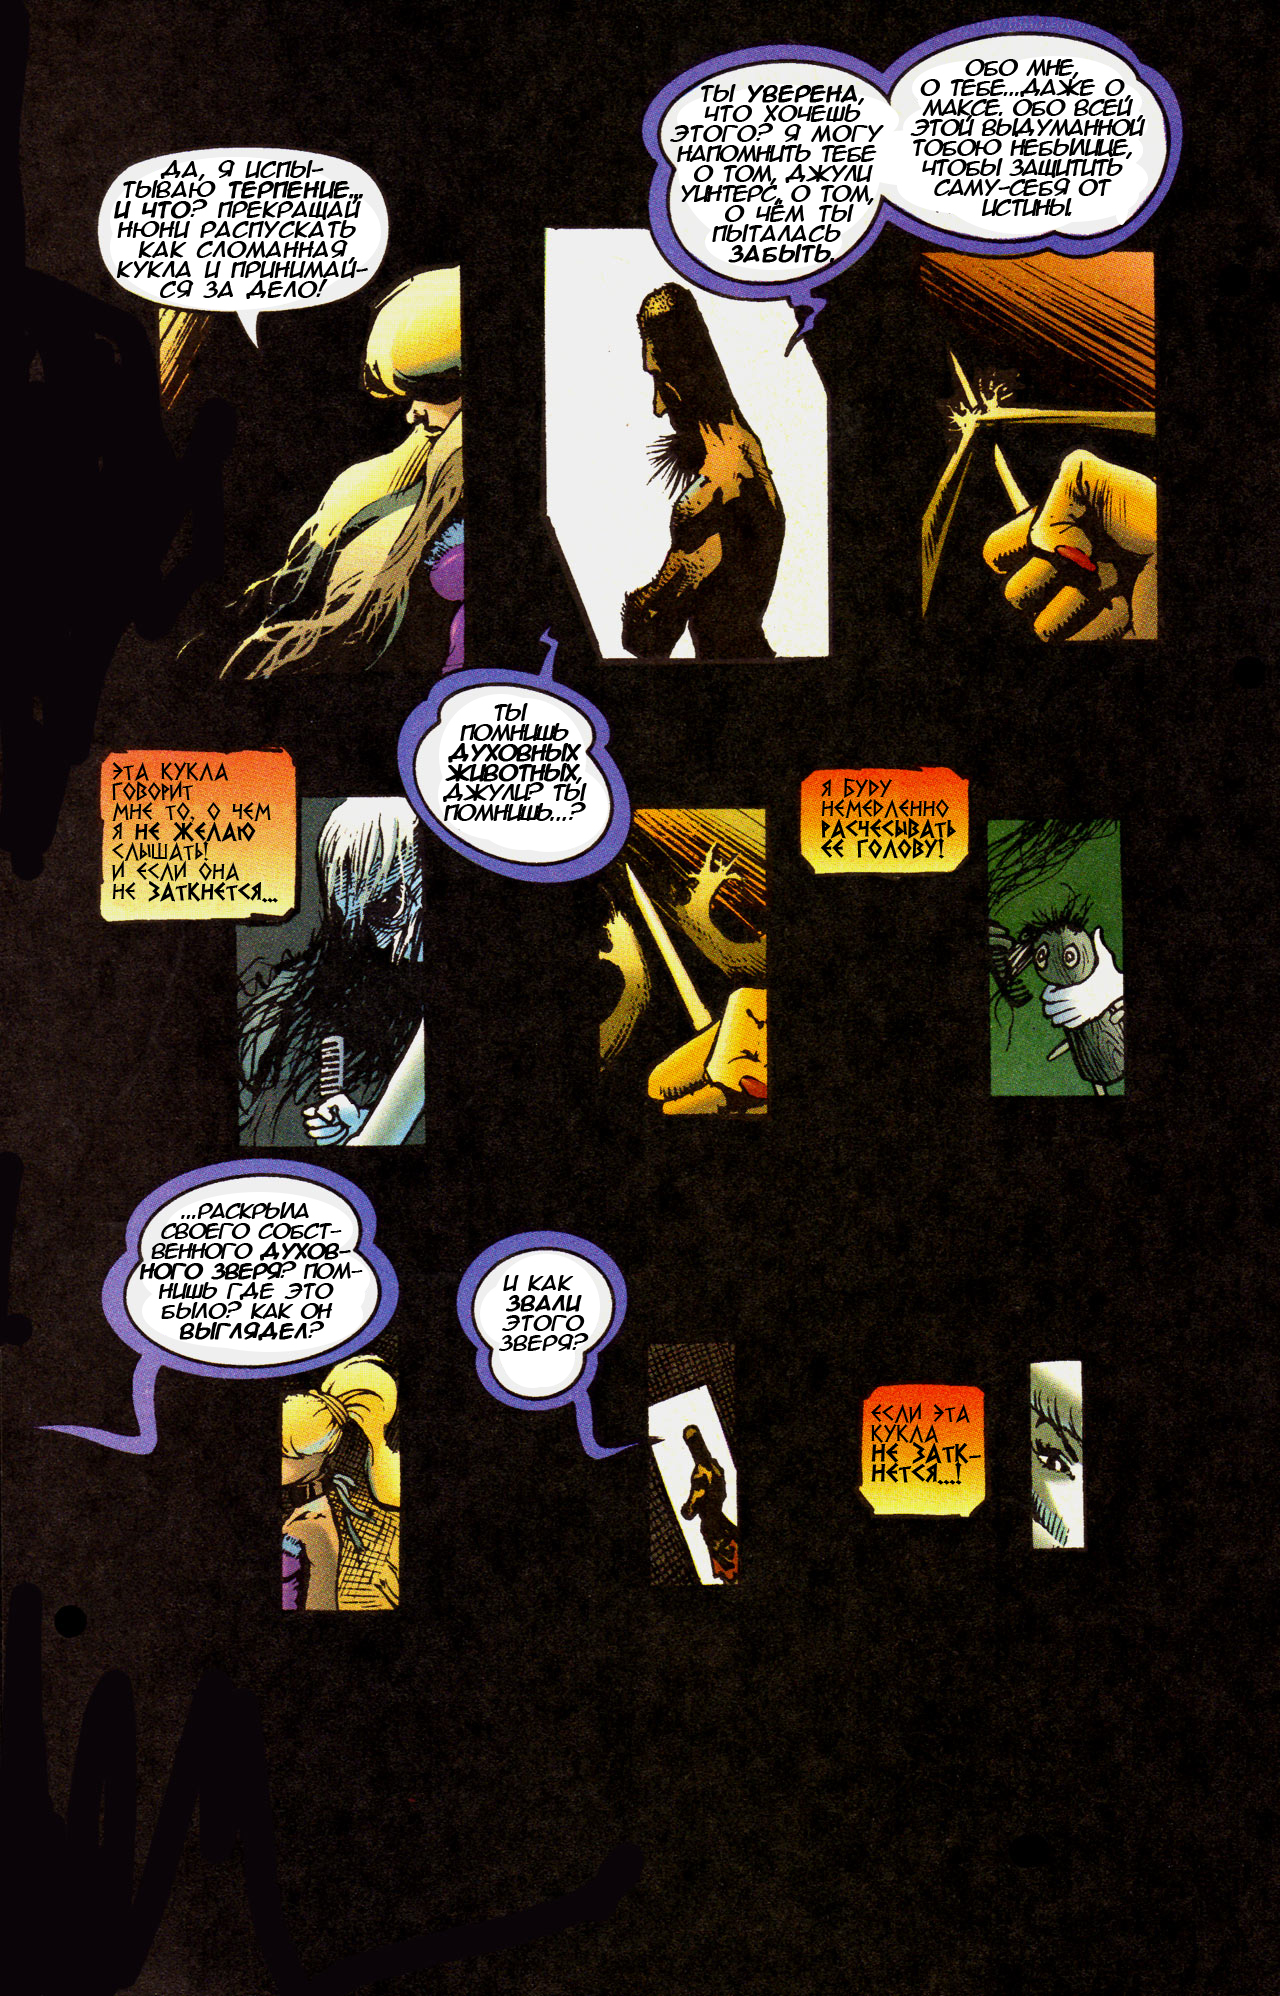 ДА, Я ИСПЫ-
ТЫВАЮ ТЕРПЕНИЕ...
И ЧТО? ПРЕКРАЩАЙ
НЮНИ РАСПУСКАТЬ
КАК СЛОМАННАЯ
КУКЛА И ПРИНИМАЙ-
СЯ ЗА ДЕЛО!
ТЫ УВЕРЕНА,
ЧТО ХОЧЕШЬ
ЭТОГО? Я МОГУ
НАПОМНИТЬ ТЕБЕ
О ТОМ, ДЖУЛИ
УИНТЕРС. О ТОМ,
О ЧЁМ ТЫ
ПЫТАЛАСЬ
ЗАБЫТЬ.
ОБО МНЕ,
О ТЕБЕ...ДАЖЕ О
МАКСЕ. ОБО ВСЕЙ
ЭТОЙ ВЫДУМАННОЙ
ТОБОЮ НЕБЫЛИЦЕ,
ЧТОБЫ ЗАЩИТИТЬ
САМУ-СЕБЯ ОТ
ИСТИНЫ.
ЭТА КУКЛА
ГОВОРИТ
МНЕ ТО, О ЧЕМ
Я НЕ ЖЕЛАЮ
СЛЫШАТЬ!
И ЕСЛИ ОНА
НЕ ЗАТКНЕТСЯ...
ТЫ
ПОМНИШЬ
ДУХОВНЫХ
ЖИВОТНЫХ,
ДЖУЛИ? ТЫ
ПОМНИШЬ...?
Я БУДУ
НЕМЕДЛЕННО
РАСЧЕСЫВАТЬ
ЕЕ ГОЛОВУ!
...РАСКРЫЛА
СВОЕГО СОБСТ-
ВЕННОГО ДУХОВ-
НОГО ЗВЕРЯ? ПОМ-
НИШЬ ГДЕ ЭТО
БЫЛО? КАК ОН
ВЫГЛЯДЕЛ?
И КАК
ЗВАЛИ
ЭТОГО
ЗВЕРЯ?
ЕСЛИ ЭТА
КУКЛА
НЕ ЗАТК-
НЕТСЯ...!